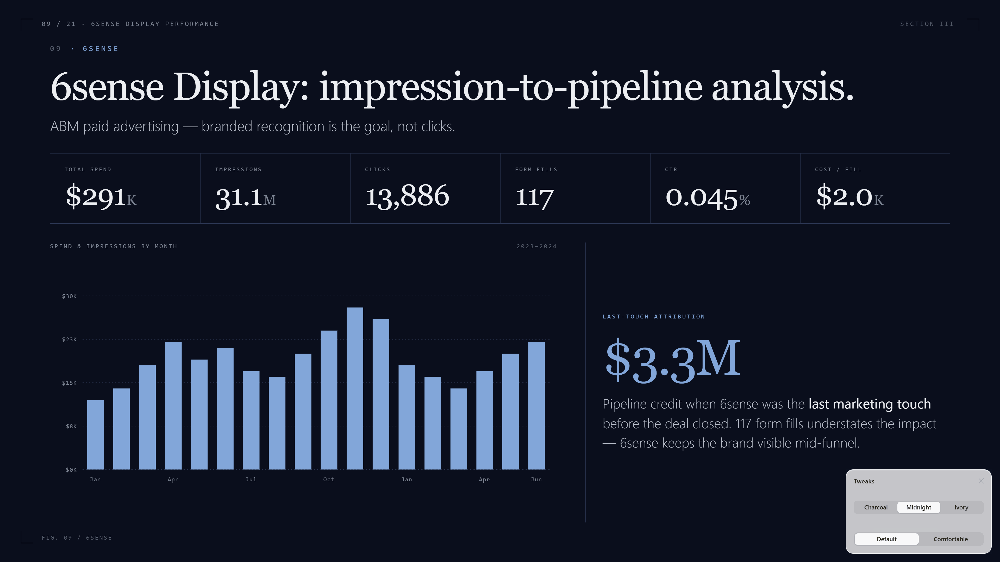 09 / 21 · 6SENSE DISPLAY PERFORMANCE
SECTION III
09 · 6SENSE
6sense Display: impression-to-pipeline analysis.
ABM paid advertising — branded recognition is the goal, not clicks.
TOTAL SPEND
$291K
IMPRESSIONS
31.1M
CLICKS
13,886
FORM FILLS
117
CTR
0.045%
COST / FILL
$2.0K
SPEND & IMPRESSIONS BY MONTH
2023—2024
$30K
$23K
$15K
$8K
$0K
Jan
Apr
Jul
Oct
Jan
Apr
Jun
LAST-TOUCH ATTRIBUTION
$3.3M
Pipeline credit when 6sense was the last marketing touch
before the deal closed. 117 form fills understates the impact
— 6sense keeps the brand visible mid-funnel.
FIG. 09 / 6SENSE
Tweaks
Charcoal
Midnight
Ivory
Default
Comfortable